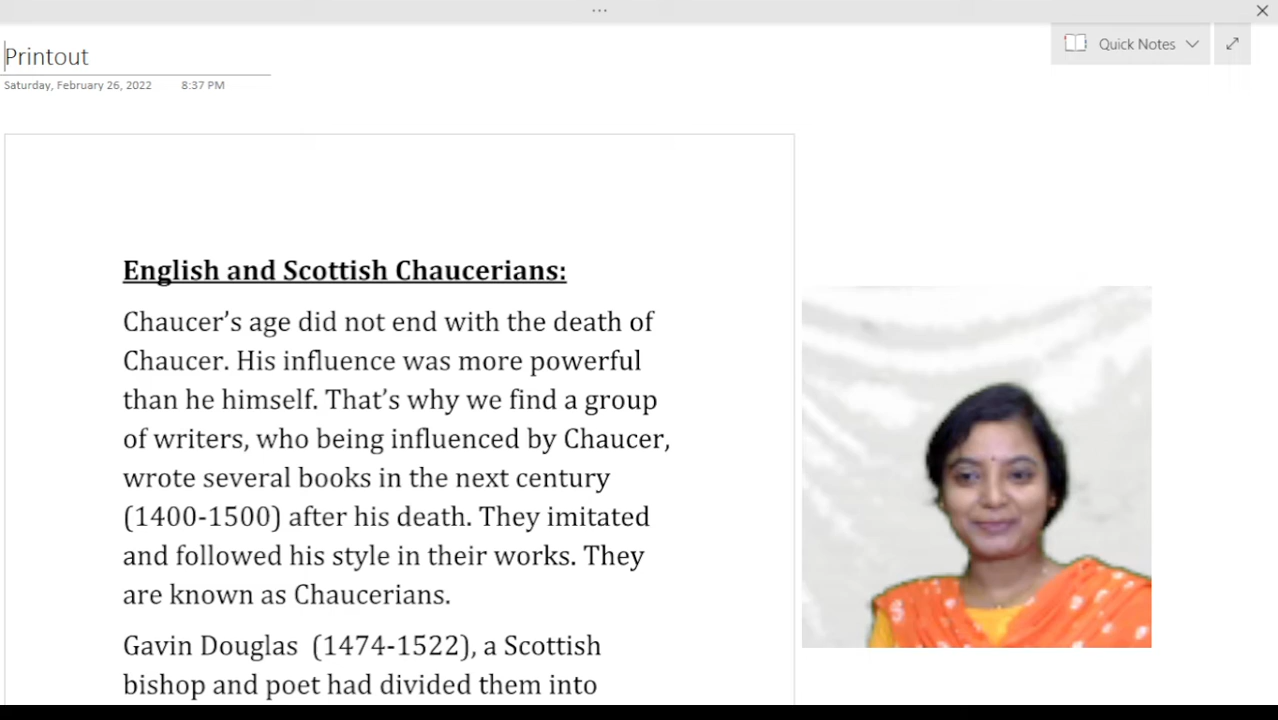 ...
Printout
Quick Notes
Saturday, February 26, 2022 8:37 PM
English and Scottish Chaucerians:
Chaucer’s age did not end with the death of
Chaucer. His influence was more powerful
than he himself. That’s why we find a group
of writers, who being influenced by Chaucer,
wrote several books in the next century
(1400-1500) after his death. They imitated
and followed his style in their works. They
are known as Chaucerians.
Gavin Douglas  (1474-1522), a Scottish
bishop and poet had divided them into